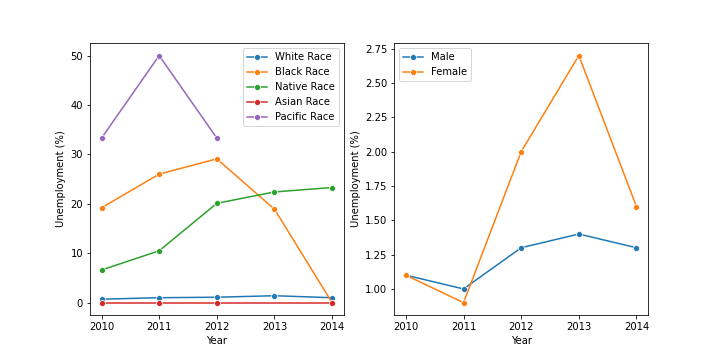 50
40
30
20
10
0
Unemployment (%)
2010 2011 2012 2013 2014
Year
White Race
Black Race
Native Race
Asian Race
Pacific Race
2.75
2.50
2.25
2.00
1.75
1.50
1.25
1.00
Unemployment (%)
2010 2011 2012 2013 2014
Year
Male
Female